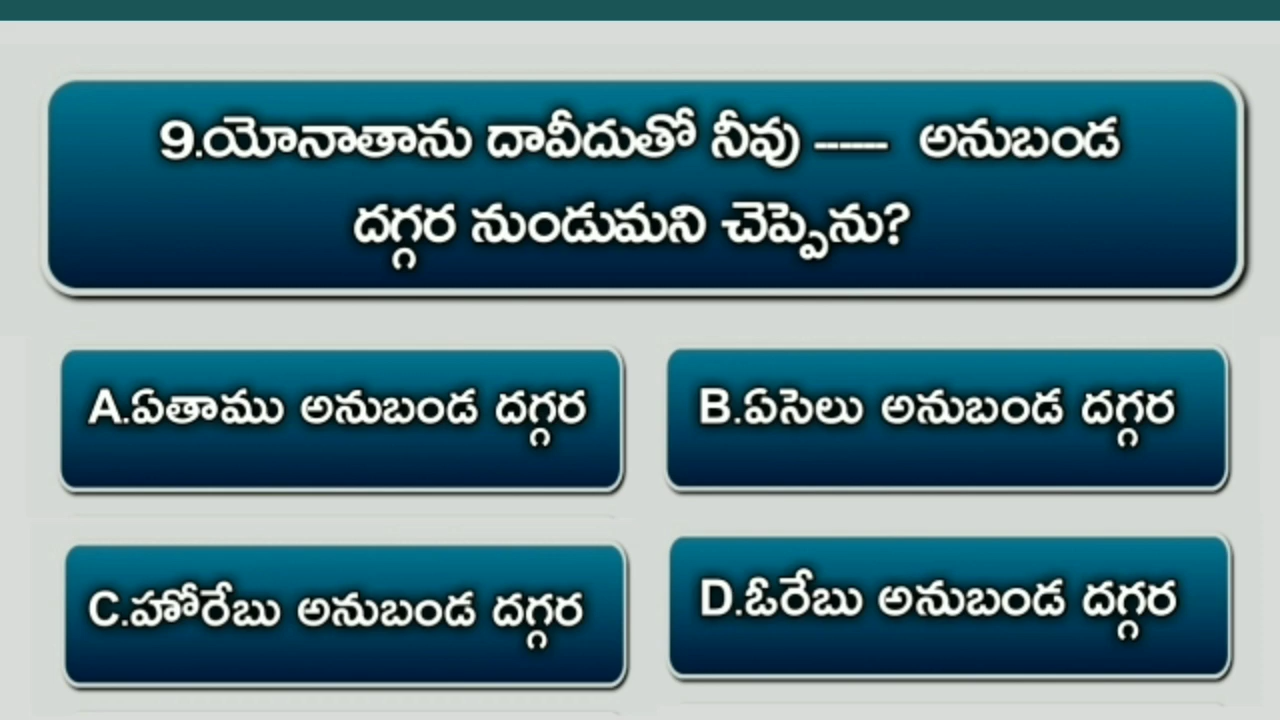 9.యోనాతాను దావీదుతో నీవు ------ అనుబండ
దగ్గర నుండుమని చెప్పెను?
A.ఏతాము అనుబండ దగ్గర
B.ఏసెలు అనుబండ దగ్గర
C.హోరేబు అనుబండ దగ్గర
D.ఓరేబు అనుబండ దగ్గర